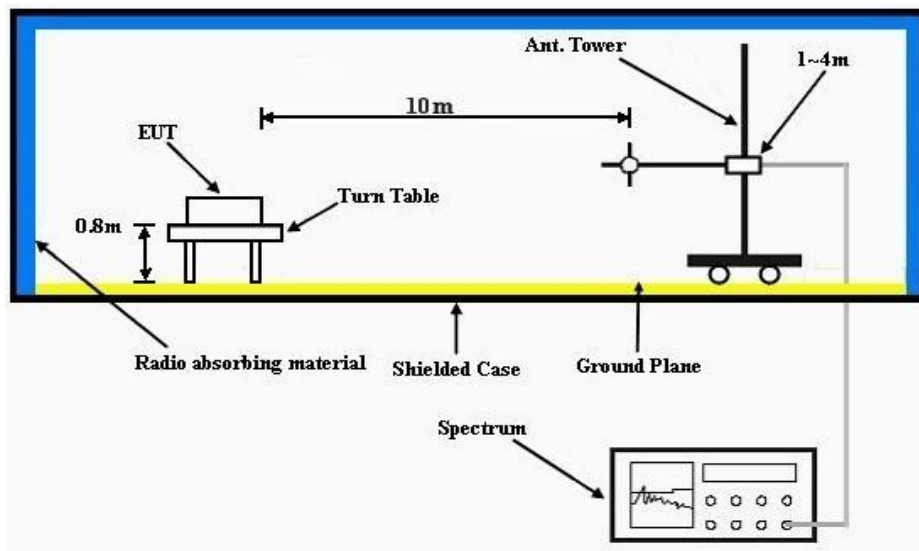 Ant. Tower
1~4m
10m
EUT
Turn Table
0.8m
Radio absorbing material
Shielded Case
Ground Plane
Spectrum